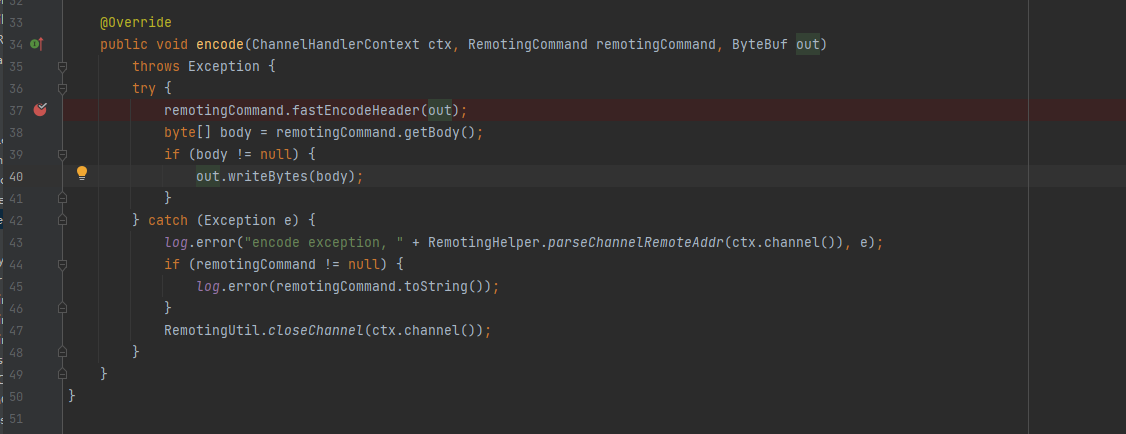 33 @Override
34 public void encode(ChannelHandlerContext ctx, RemotingCommand remotingCommand, ByteBuf out)
35 throws Exception {
36 try {
37 remotingCommand.fastEncodeHeader(out);
38 byte[] body = remotingCommand.getBody();
39 if (body != null) {
40 out.writeBytes(body);
41 }
42 } catch (Exception e) {
43 log.error("encode exception, " + RemotingHelper.parseChannelRemoteAddr(ctx.channel()), e);
44 if (remotingCommand != null) {
45 log.error(remotingCommand.toString());
46 }
47 RemotingUtil.closeChannel(ctx.channel());
48 }
49 }
50 }
51